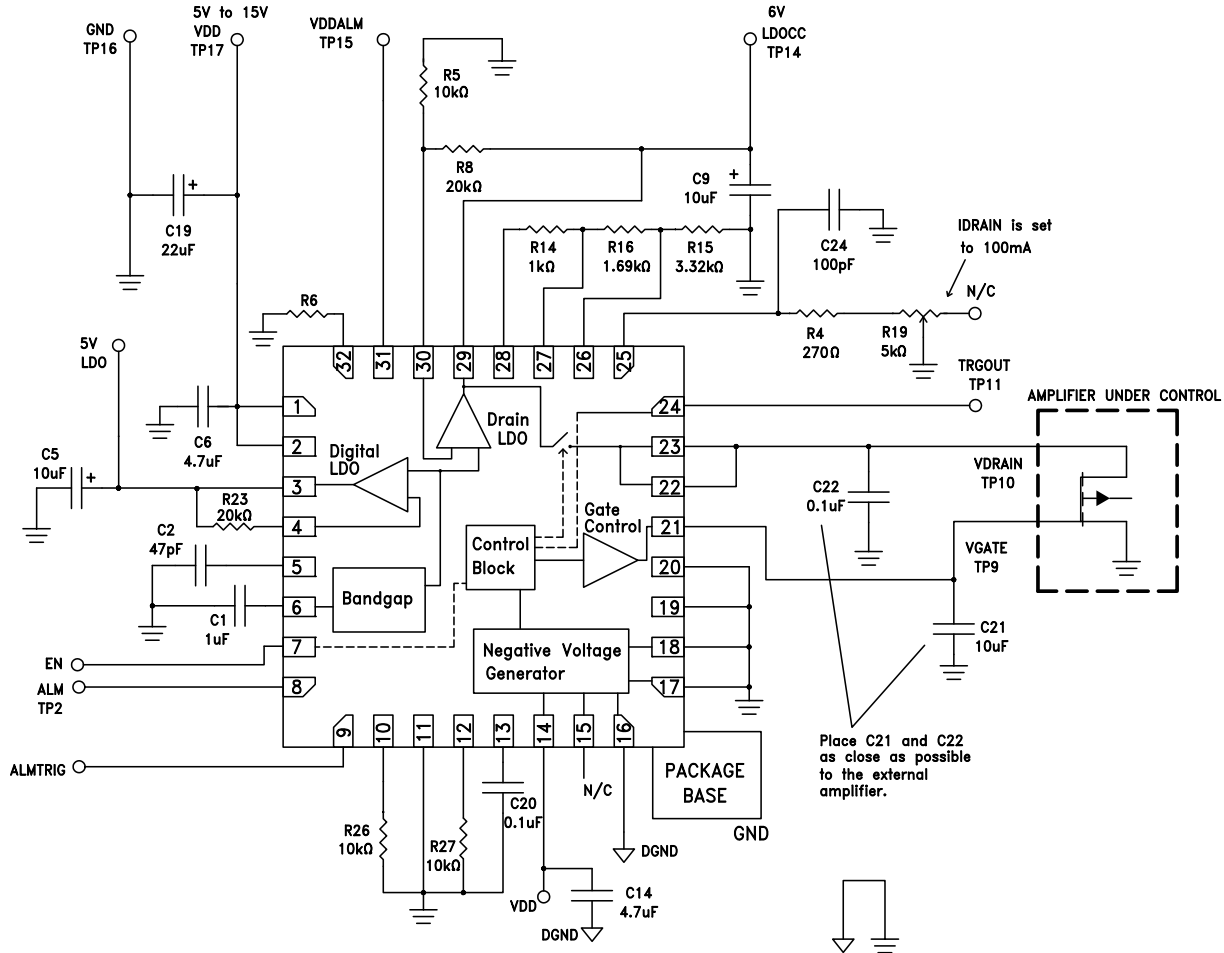 GND
TP16
5V to 15V
VDD
TP17
VDDALM
TP15
6V
LDOCC
TP14
R5
10kΩ
R8
20kΩ
+
C9
10uF
+
C19
22uF
R14
1kΩ
R16
1.69kΩ
R15
3.32kΩ
C24
100pF
IDRAIN is set
to 100mA
N/C
R4
270Ω
R19
5kΩ
R6
5V
LDO
32
31
30
29
28
27
26
25
TRGOUT
TP11
AMPLIFIER UNDER CONTROL
1
2
3
4
5
6
7
8
24
23
22
21
20
19
18
17
C6
4.7uF
C5
10uF
+
R23
20kΩ
C2
47pF
C1
1uF
Drain
LDO
Digital
LDO
Gate
Control
Control
Block
Bandgap
Negative Voltage
Generator
C22
0.1uF
VDRAIN
TP10
VGATE
TP9
C21
10uF
EN
ALM
TP2
ALMTRIG
9
10
11
12
13
14
15
16
PACKAGE
BASE
GND
Place C21 and C22
as close as possible
to the external
amplifier.
N/C
C20
0.1uF
R26
10kΩ
R27
10kΩ
DGND
VDD
C14
4.7uF
DGND